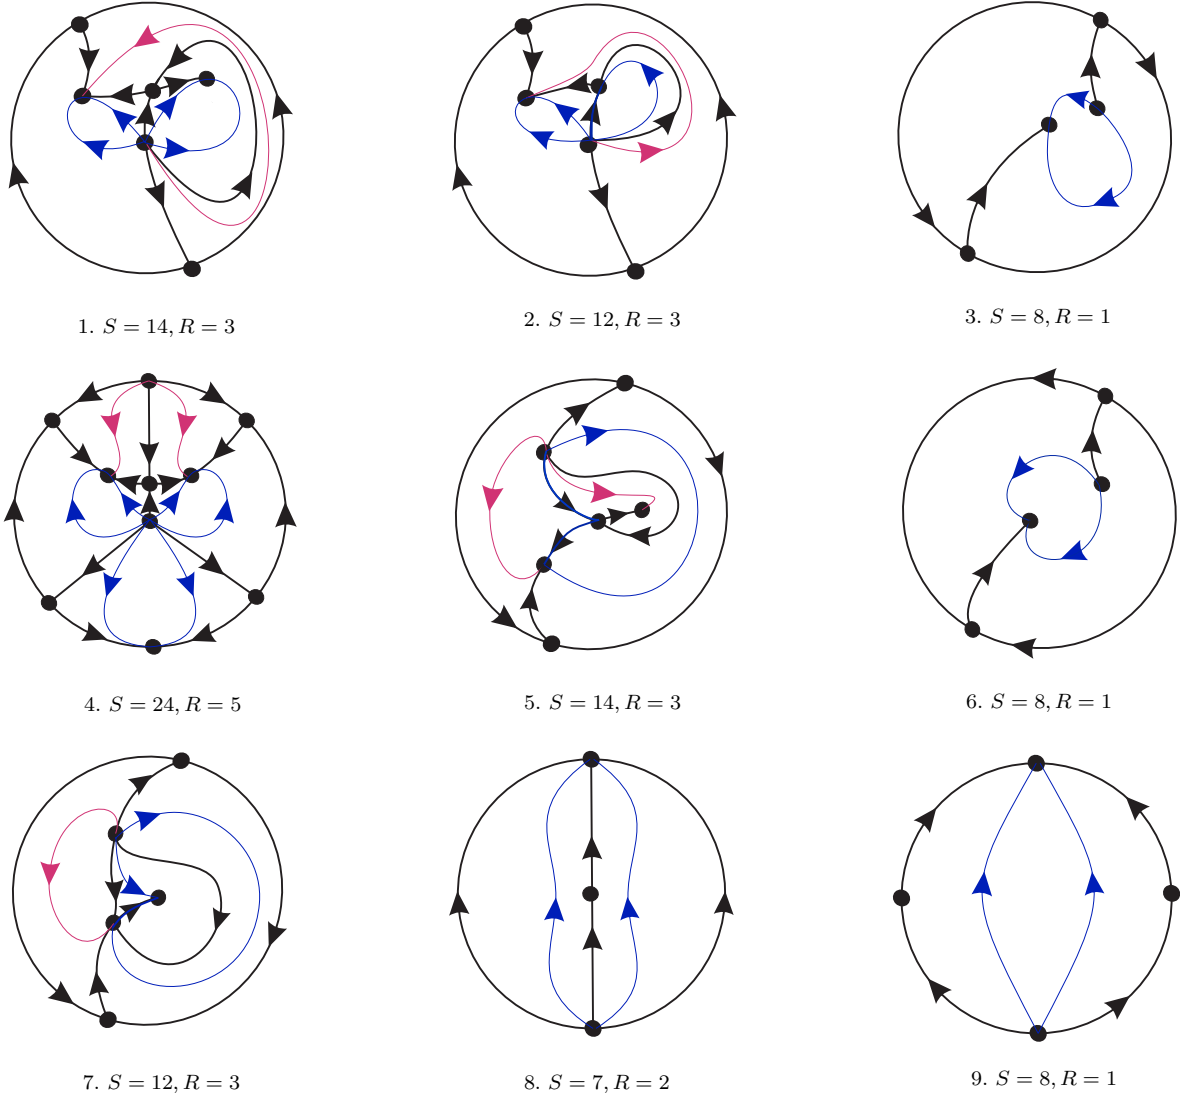 1. S = 14, R = 3
2. S = 12, R = 3
3. S = 8, R = 1
4. S = 24, R = 5
5. S = 14, R = 3
6. S = 8, R = 1
7. S = 12, R = 3
8. S = 7, R = 2
9. S = 8, R = 1